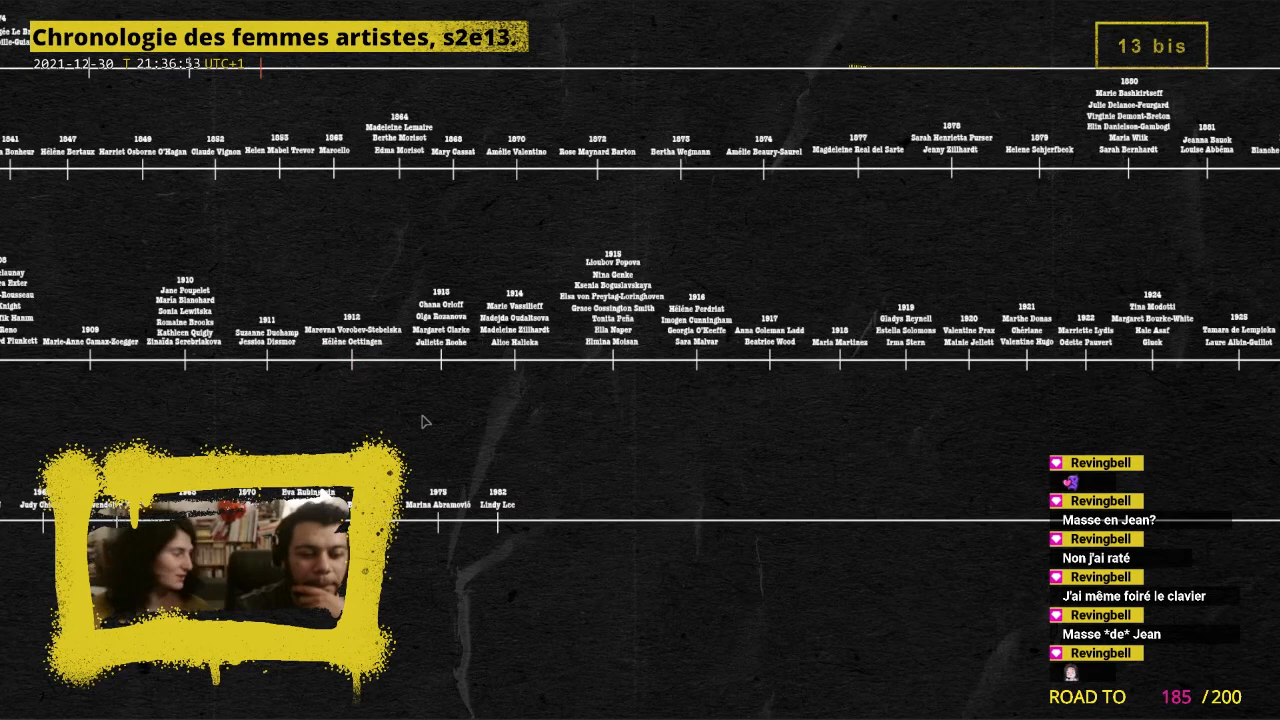 Chronologie des femmes artistes, s2e13.
2021-12-30 T 21:36:53 UTC+1
13 bis
1841
Bonheur
1847
Hélène Bertaux
1849
Harriet Osborne O'Hagan
1852
Claude Vignon
1853
Helen Mabel Trevor
1863
Marcello
1864
Madeleine Lemaire
Berthe Morisot
Edma Morisot
1868
Mary Cassat
1870
Amélie Valentino
1872
Rose Maynard Barton
1873
Bertha Wegmann
1874
Amélie Beaury-Saurel
1877
Magdeleine Real del Sarte
1878
Sarah Henrietta Purser
Jenny Zillhardt
1879
Helene Schjerfbeck
1880
Marie Bashkirtseff
Julie Delance-Feurgard
Virginie Demont-Breton
Elin Danielson-Gambogi
Maria Wiik
Sarah Bernhardt
1881
Jeanna Bauck
Louise Abbéma
Blanche
1909
Marie-Anne Camax-Zoegger
1910
Jane Poupelet
María Blanchard
Sonia Lewitska
Romaine Brooks
Kathleen Quigly
Zinaïda Serebriakova
1911
Suzanne Duchamp
Jessica Dismor
1912
Marevna Vorobev-Stebelska
Hélène Oettingen
1913
Chana Orloff
Olga Rozanova
Margaret Clarke
Juliette Roche
1914
Marie Vassilieff
Nadejda Oudaltsova
Madeleine Zillhardt
Alice Halicka
1915
Lioubov Popova
Nina Genke
Ksenia Boguslavskaya
Elsa von Freytag-Loringhoven
Grace Cossington Smith
Tonita Peña
Ella Naper
Elmina Moisan
1916
Hélène Perdriat
Imogen Cunningham
Georgia O'Keeffe
Sara Malvar
1917
Anna Coleman Ladd
Beatrice Wood
1918
Maria Martinez
1919
Gladys Reynell
Estella Solomons
Irma Stern
1920
Valentine Prax
Mainie Jellett
1921
Marthe Donas
Chériane
Valentine Hugo
1922
Marriette Lydis
Odette Pauvert
1924
Tina Modotti
Margaret Bourke-White
Hale Asaf
Gluck
1925
Tamara de Lempicka
Laure Albin-Guillot
1970
1975
Marina Abramović
1982
Lindy Lee
Revingbell
Revingbell
Masse en Jean?
Revingbell
Non j'ai raté
Revingbell
J'ai même foiré le clavier
Revingbell
Masse *de* Jean
Revingbell
ROAD TO 185 / 200